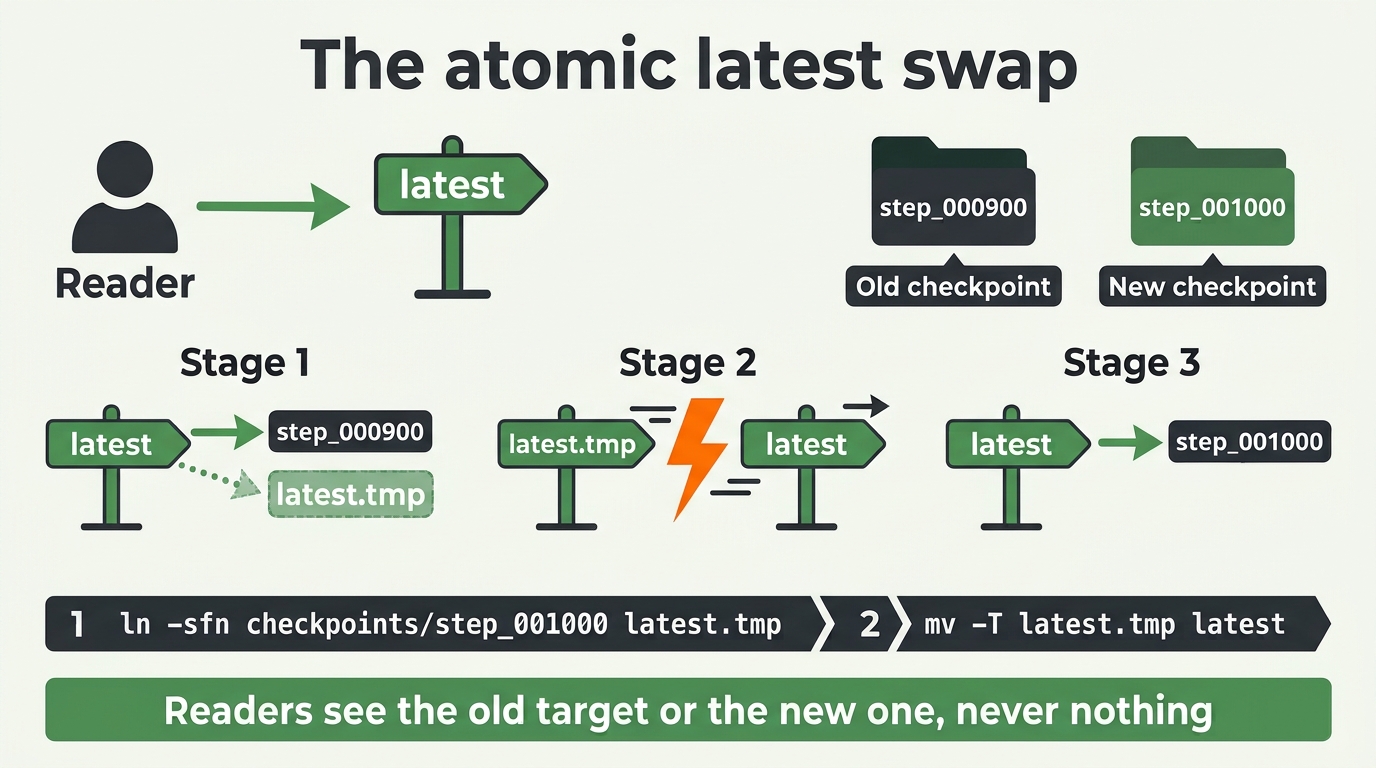 The atomic latest swap
Reader
latest
step_000900
Old checkpoint
step_001000
New checkpoint
Stage 1
latest
step_000900
latest.tmp
Stage 2
latest.tmp
latest
Stage 3
latest
step_001000
1 ln -sfn checkpoints/step_001000 latest.tmp
2 mv -T latest.tmp latest
Readers see the old target or the new one, never nothing